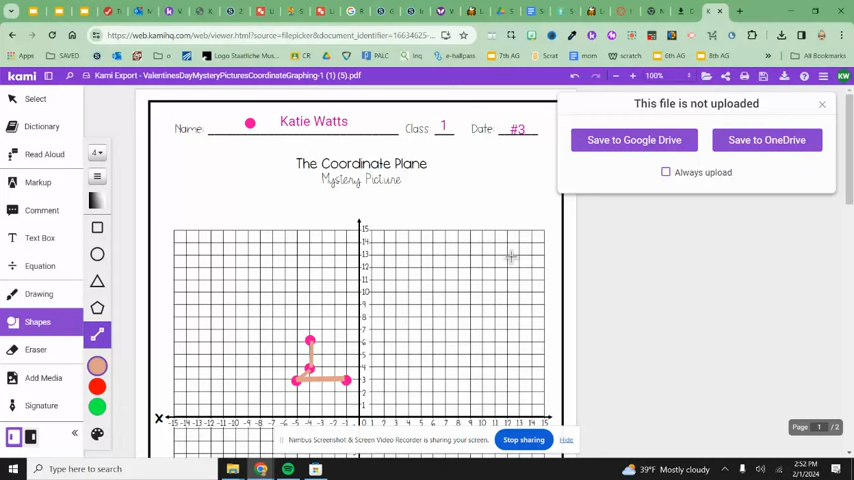 https://web.kamihq.com/web/viewer.html?source=filepicker&document_identifier=16634625-...
Apps
SAVED
Logo Staatliche Mus...
CR
PALC
Img
e-hallpass
7th AG
Scrat
mom
6th AG
8th AG
All Bookmarks
kami
Kami Export - ValentinesDayMysteryPicturesCoordinateGraphing-1 (1) (5).pdf
100%
KW
Select
Dictionary
Read Aloud
Markup
Comment
Text Box
Equation
Drawing
Shapes
Eraser
Add Media
Signature
4
Name: Katie Watts Class: 1 Date: #3
The Coordinate Plane
Mystery Picture
This file is not uploaded
Save to Google Drive
Save to OneDrive
Always upload
15
14
13
12
11
10
9
8
7
6
5
4
3
2
1
X
-15 -14 -13 -12 -11 -10 -9 -8 -7 -6 -5 -4 -3 -2 -1 0 1 2 3 4 5 6 7 8 9 10 11 12 13 14 15
Page 1 / 2
Nimbus Screenshot & Screen Video Recorder is sharing your screen.
Stop sharing
Hide
Type here to search
39°F Mostly cloudy
2:52 PM
2/1/2024